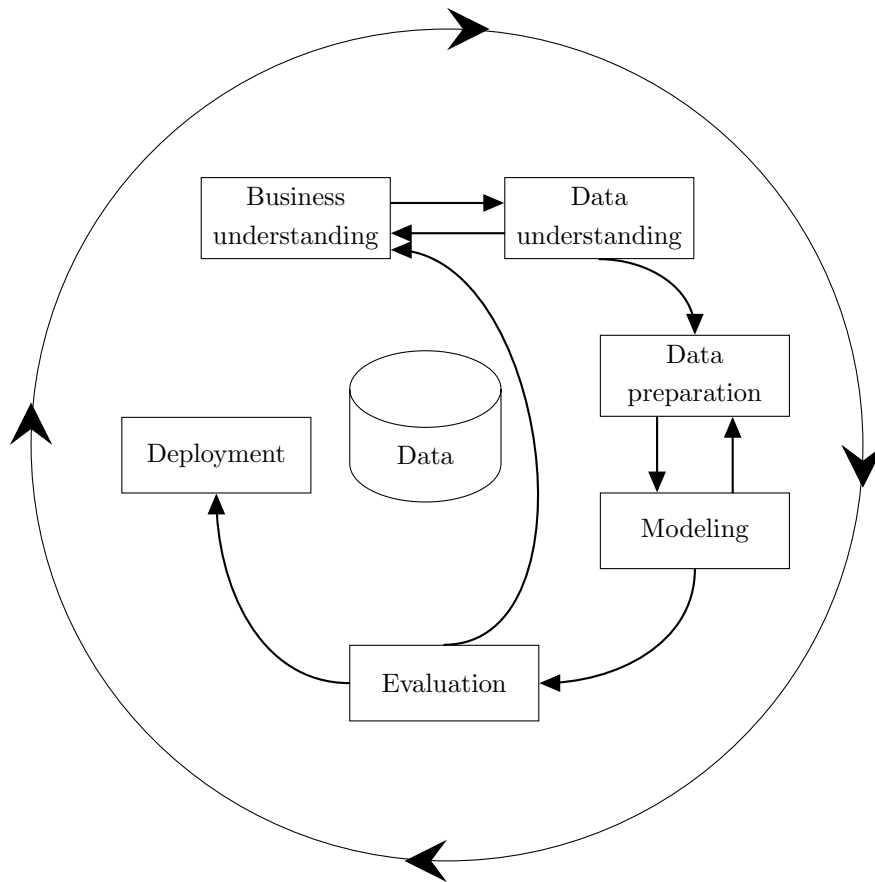 Business
understanding
Data
understanding
Data
preparation
Deployment
Data
Modeling
Evaluation